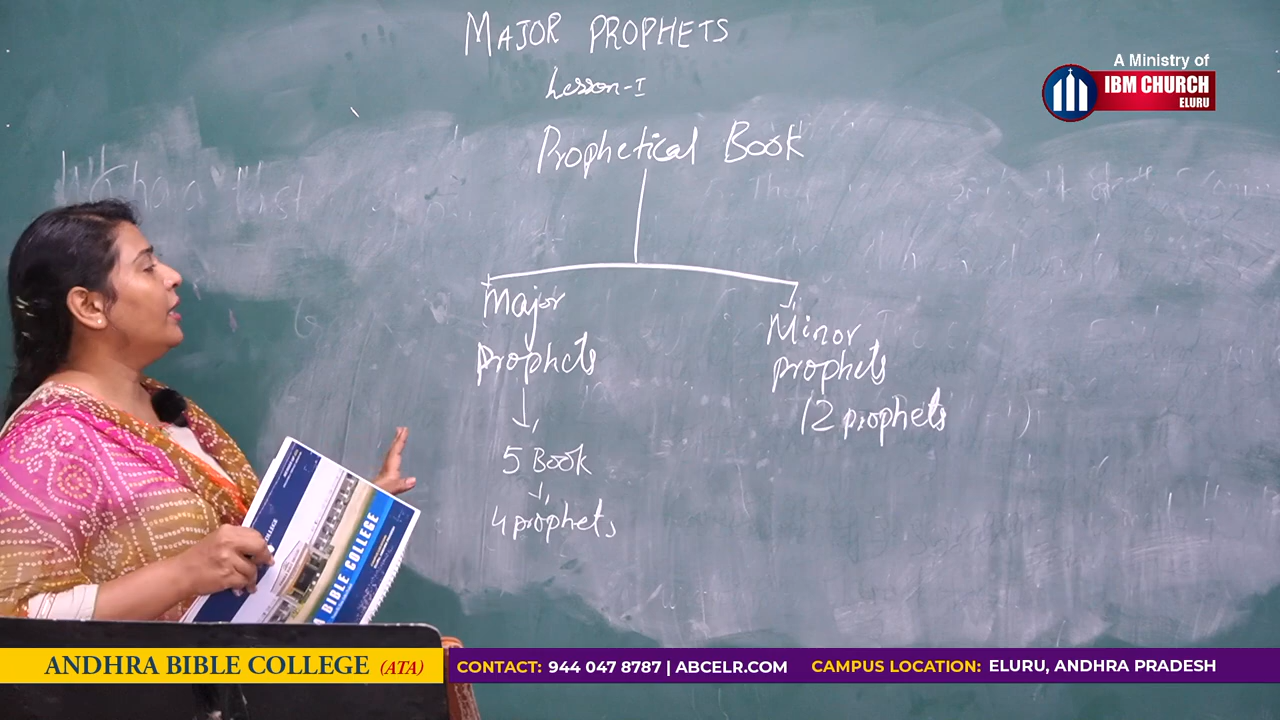 MAJOR PROPHETS
Lesson-I
Prophetical Book
Major
Prophets
5 Book
4 prophets
Minor
prophets
12 prophets
A Ministry of
IBM CHURCH
ELURU
BIBLE COLLEGE
ANDHRA BIBLE COLLEGE (ATA)
CONTACT: 944 047 8787 | ABCELR.COM CAMPUS LOCATION: ELURU, ANDHRA PRADESH